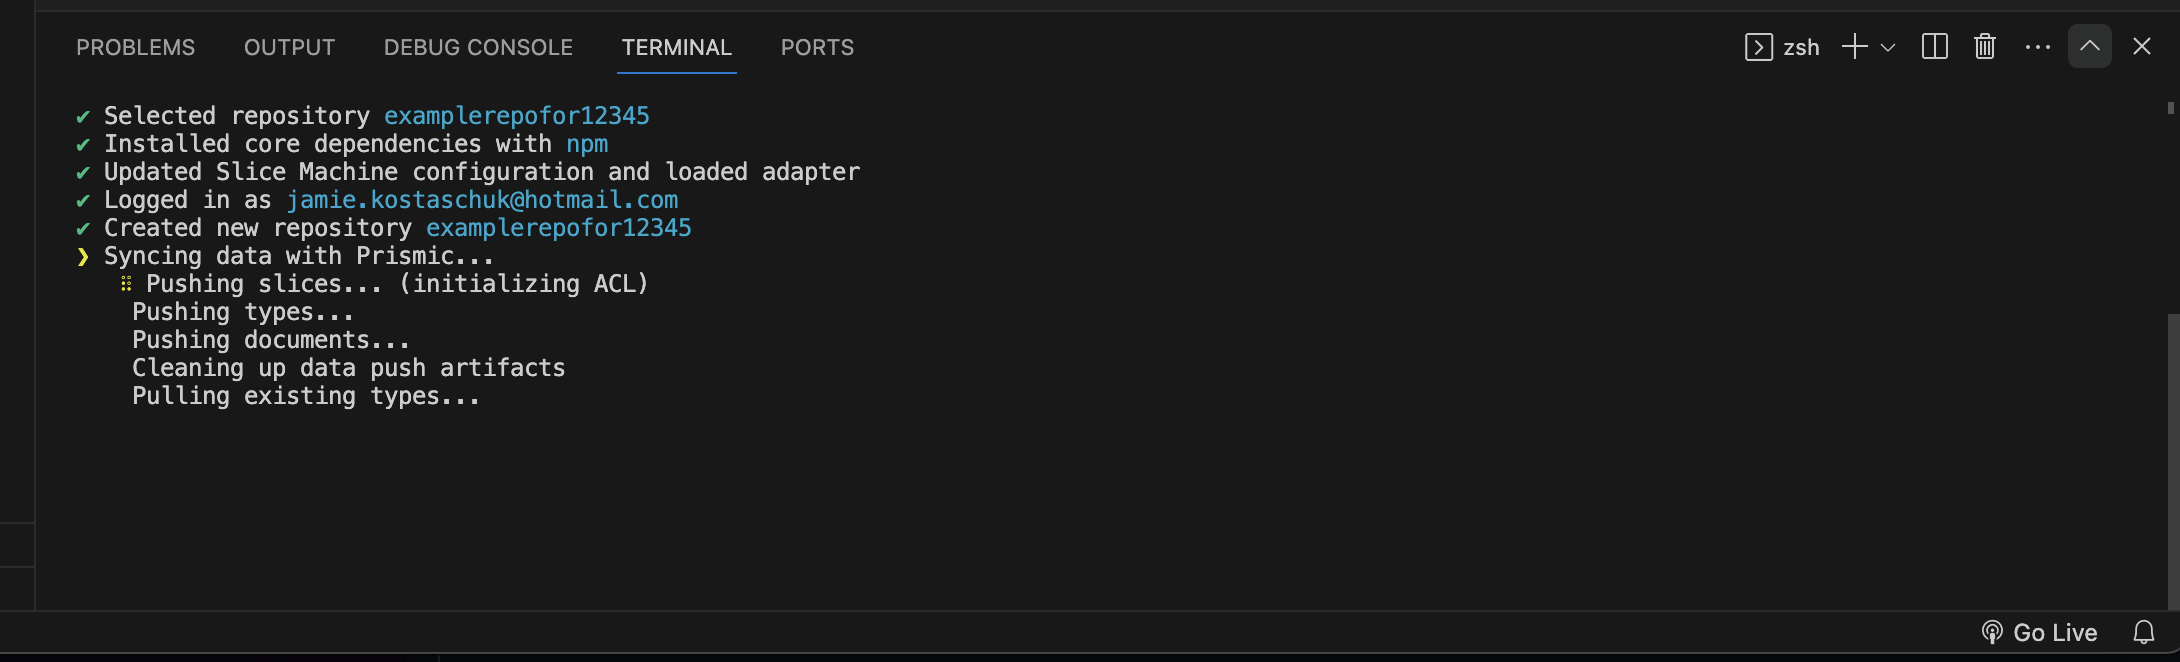 PROBLEMS OUTPUT DEBUG CONSOLE TERMINAL PORTS zsh
✔ Selected repository examplerepofor12345
✔ Installed core dependencies with npm
✔ Updated Slice Machine configuration and loaded adapter
✔ Logged in as jamie.kostaschuk@hotmail.com
✔ Created new repository examplerepofor12345
❯ Syncing data with Prismic...
⠿ Pushing slices... (initializing ACL)
Pushing types...
Pushing documents...
Cleaning up data push artifacts
Pulling existing types...
Go Live